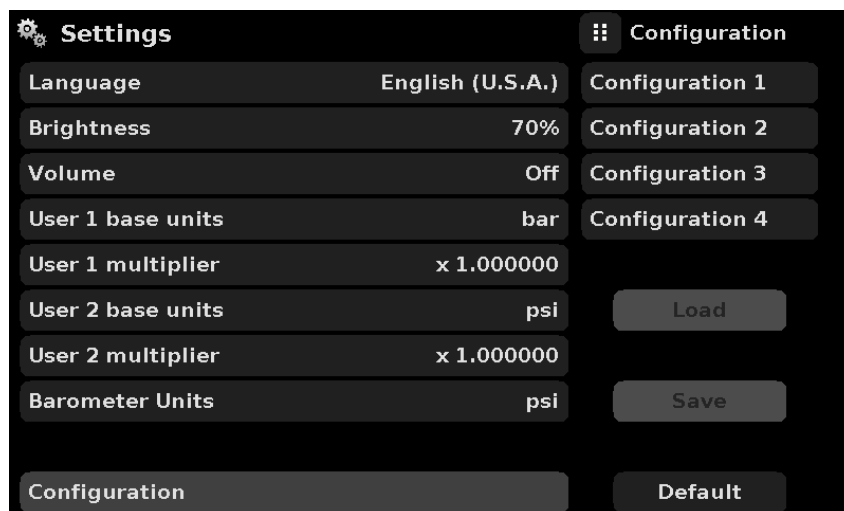 Settings
Language English (U.S.A.)
Brightness 70%
Volume Off
User 1 base units bar
User 1 multiplier x 1.000000
User 2 base units psi
User 2 multiplier x 1.000000
Barometer Units psi
Configuration
Configuration
Configuration 1
Configuration 2
Configuration 3
Configuration 4
Load
Save
Default